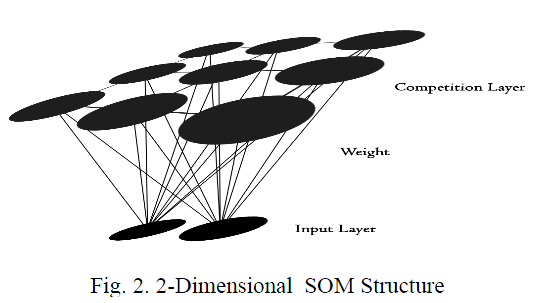 Competition Layer
Weight
Input Layer
Fig. 2. 2-Dimensional SOM Structure